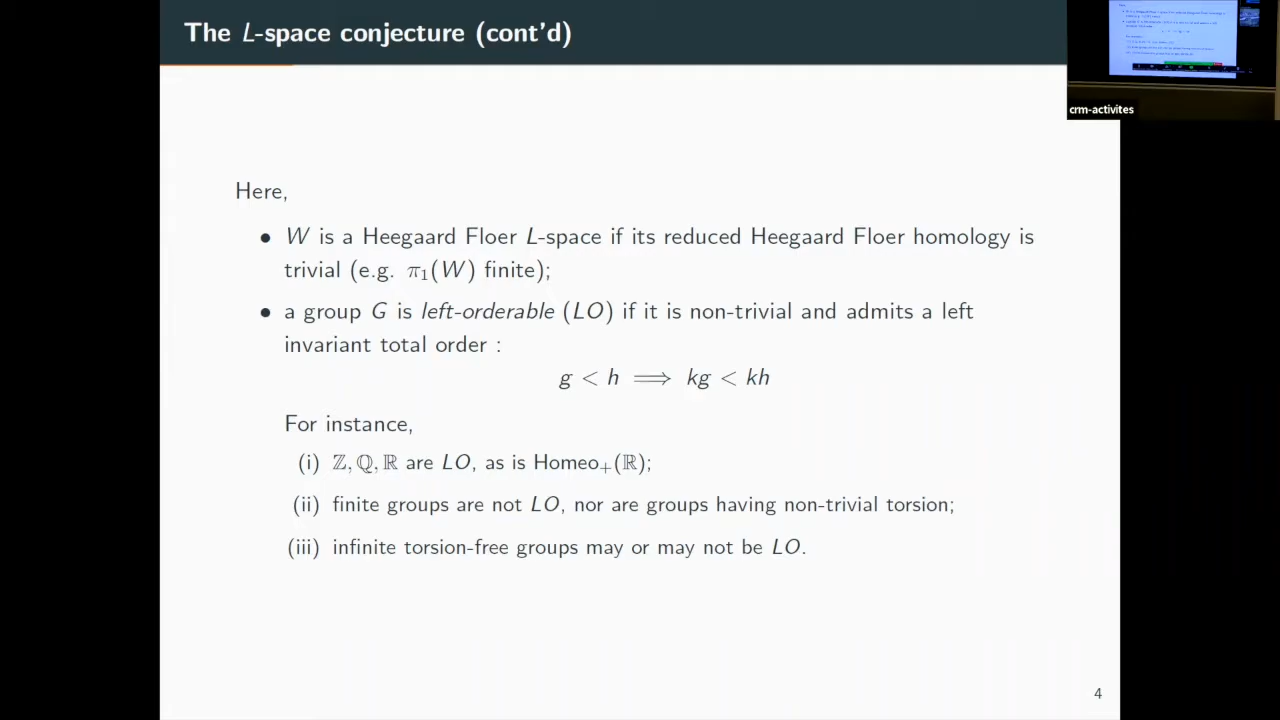 The L-space conjecture (cont'd)
crm-activites
Here,
• W is a Heegaard Floer L-space if its reduced Heegaard Floer homology is
trivial (e.g. π₁(W) finite);
• a group G is left-orderable (LO) if it is non-trivial and admits a left
invariant total order :
g < h ⟹ kg < kh
For instance,
(i) ℤ, ℚ, ℝ are LO, as is Homeo₊(ℝ);
(ii) finite groups are not LO, nor are groups having non-trivial torsion;
(iii) infinite torsion-free groups may or may not be LO.
4